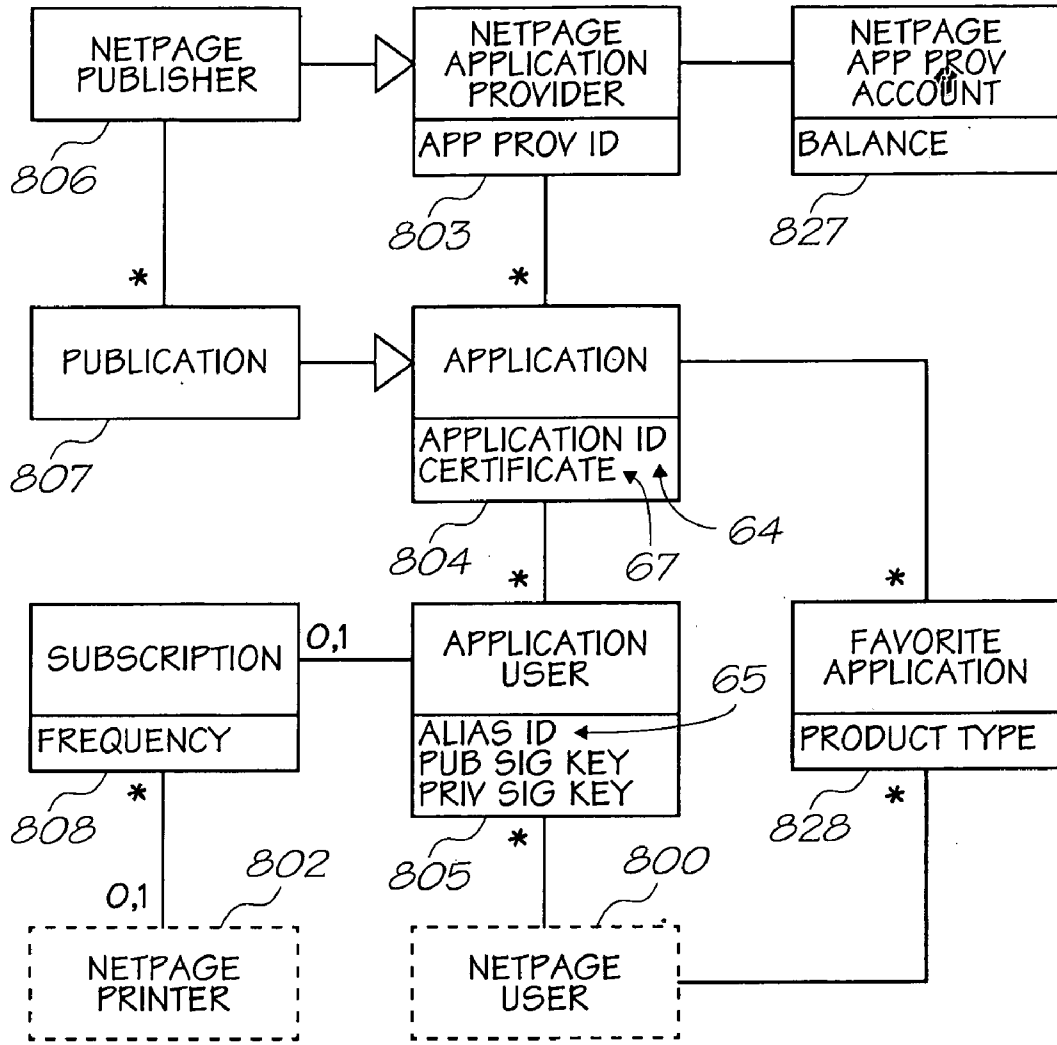 NETPAGE
PUBLISHER
NETPAGE
APPLICATION
PROVIDER
APP PROV ID
NETPAGE
APP PROV
ACCOUNT
BALANCE
806
803
827
*
*
PUBLICATION
APPLICATION
APPLICATION ID
CERTIFICATE
807
804
67
64
*
*
SUBSCRIPTION
FREQUENCY
0,1
APPLICATION
USER
ALIAS ID
PUB SIG KEY
PRIV SIG KEY
65
FAVORITE
APPLICATION
PRODUCT TYPE
808
*
805
*
828
*
802
800
0,1
NETPAGE
PRINTER
NETPAGE
USER